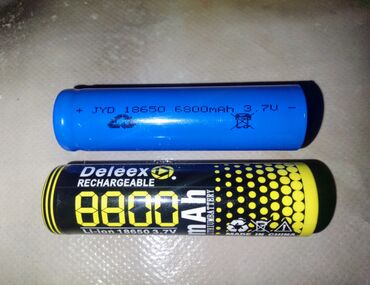 + JYD 18650 6800mAh 3.7V -
Deleex
RECHARGEABLE
8800mAh
Li-ion 18650 3.7V
MADE IN CHINA